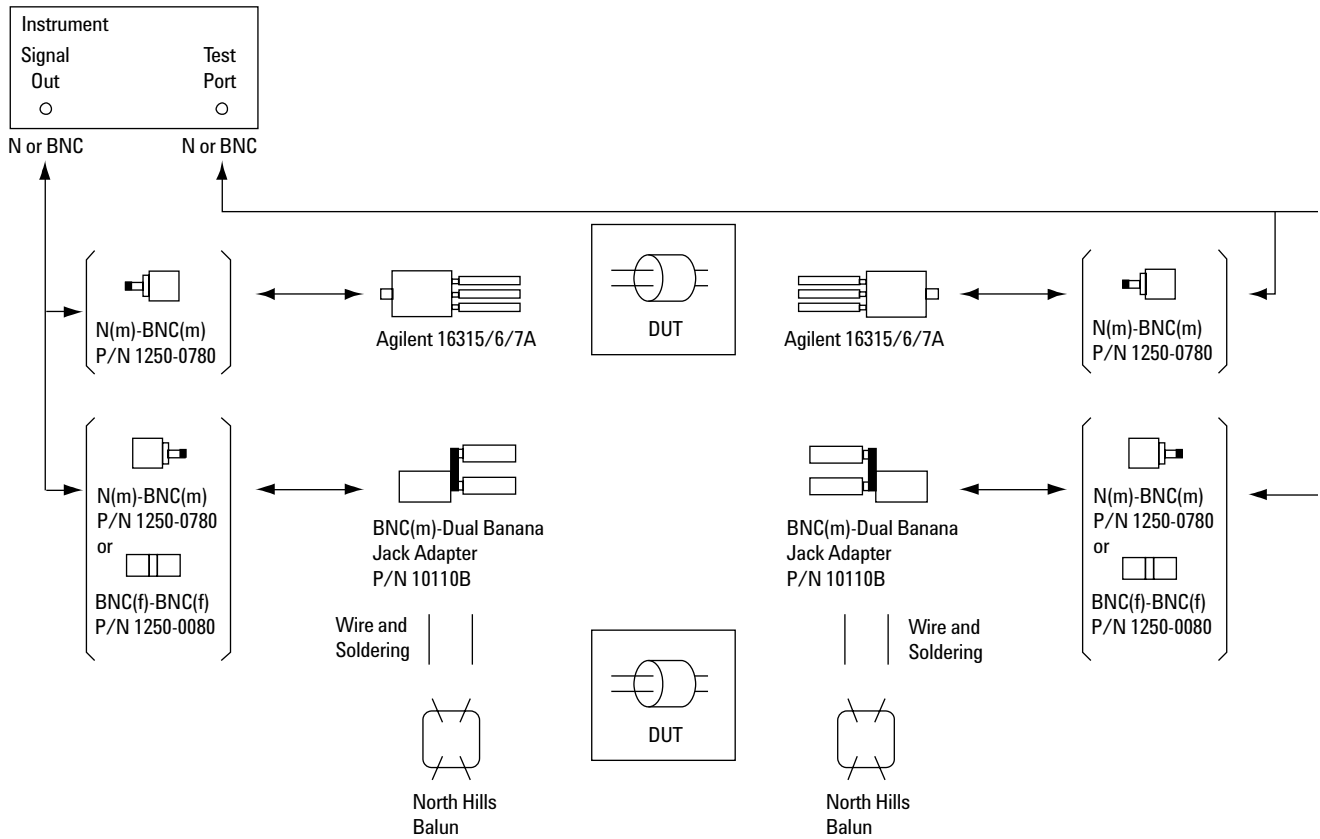 Instrument
Signal Out
Test Port
N or BNC
N or BNC
N(m)-BNC(m)
P/N 1250-0780
Agilent 16315/6/7A
DUT
Agilent 16315/6/7A
N(m)-BNC(m)
P/N 1250-0780
N(m)-BNC(m)
P/N 1250-0780
or
BNC(f)-BNC(f)
P/N 1250-0080
BNC(m)-Dual Banana
Jack Adapter
P/N 10110B
Wire and
Soldering
North Hills
Balun
DUT
BNC(m)-Dual Banana
Jack Adapter
P/N 10110B
Wire and
Soldering
North Hills
Balun
N(m)-BNC(m)
P/N 1250-0780
or
BNC(f)-BNC(f)
P/N 1250-0080